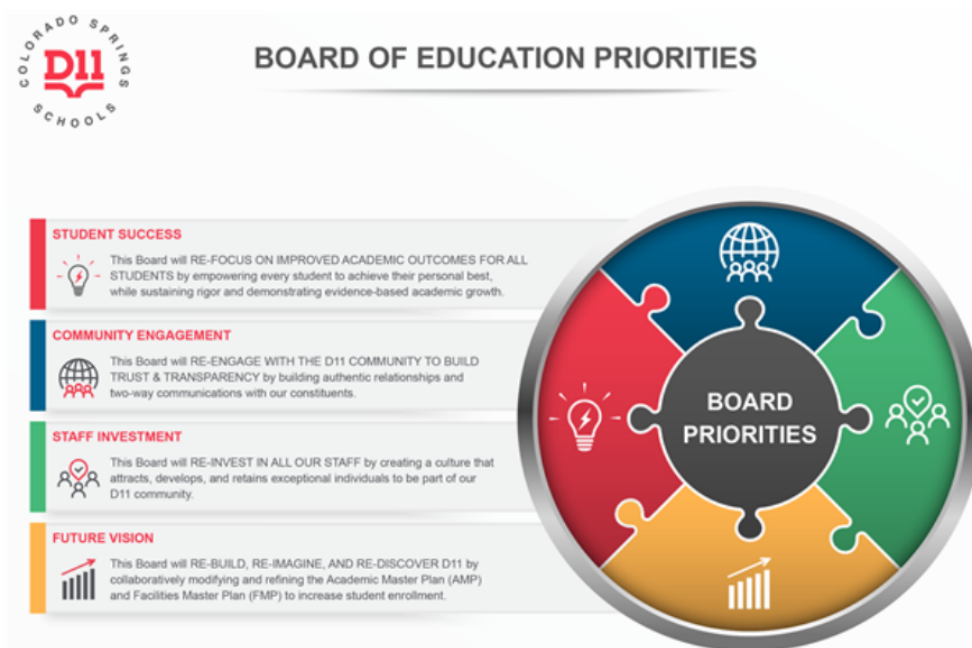 COLORADO SPRINGS
D11
SCHOOLS
BOARD OF EDUCATION PRIORITIES
STUDENT SUCCESS
This Board will RE-FOCUS ON IMPROVED ACADEMIC OUTCOMES FOR ALL
STUDENTS by empowering every student to achieve their personal best,
while sustaining rigor and demonstrating evidence-based academic growth.
COMMUNITY ENGAGEMENT
This Board will RE-ENGAGE WITH THE D11 COMMUNITY TO BUILD
TRUST & TRANSPARENCY by building authentic relationships and
two-way communications with our constituents.
STAFF INVESTMENT
This Board will RE-INVEST IN ALL OUR STAFF by creating a culture that
attracts, develops, and retains exceptional individuals to be part of our
D11 community.
FUTURE VISION
This Board will RE-BUILD, RE-IMAGINE, AND RE-DISCOVER D11 by
collaboratively modifying and refining the Academic Master Plan (AMP)
and Facilities Master Plan (FMP) to increase student enrollment.
BOARD
PRIORITIES